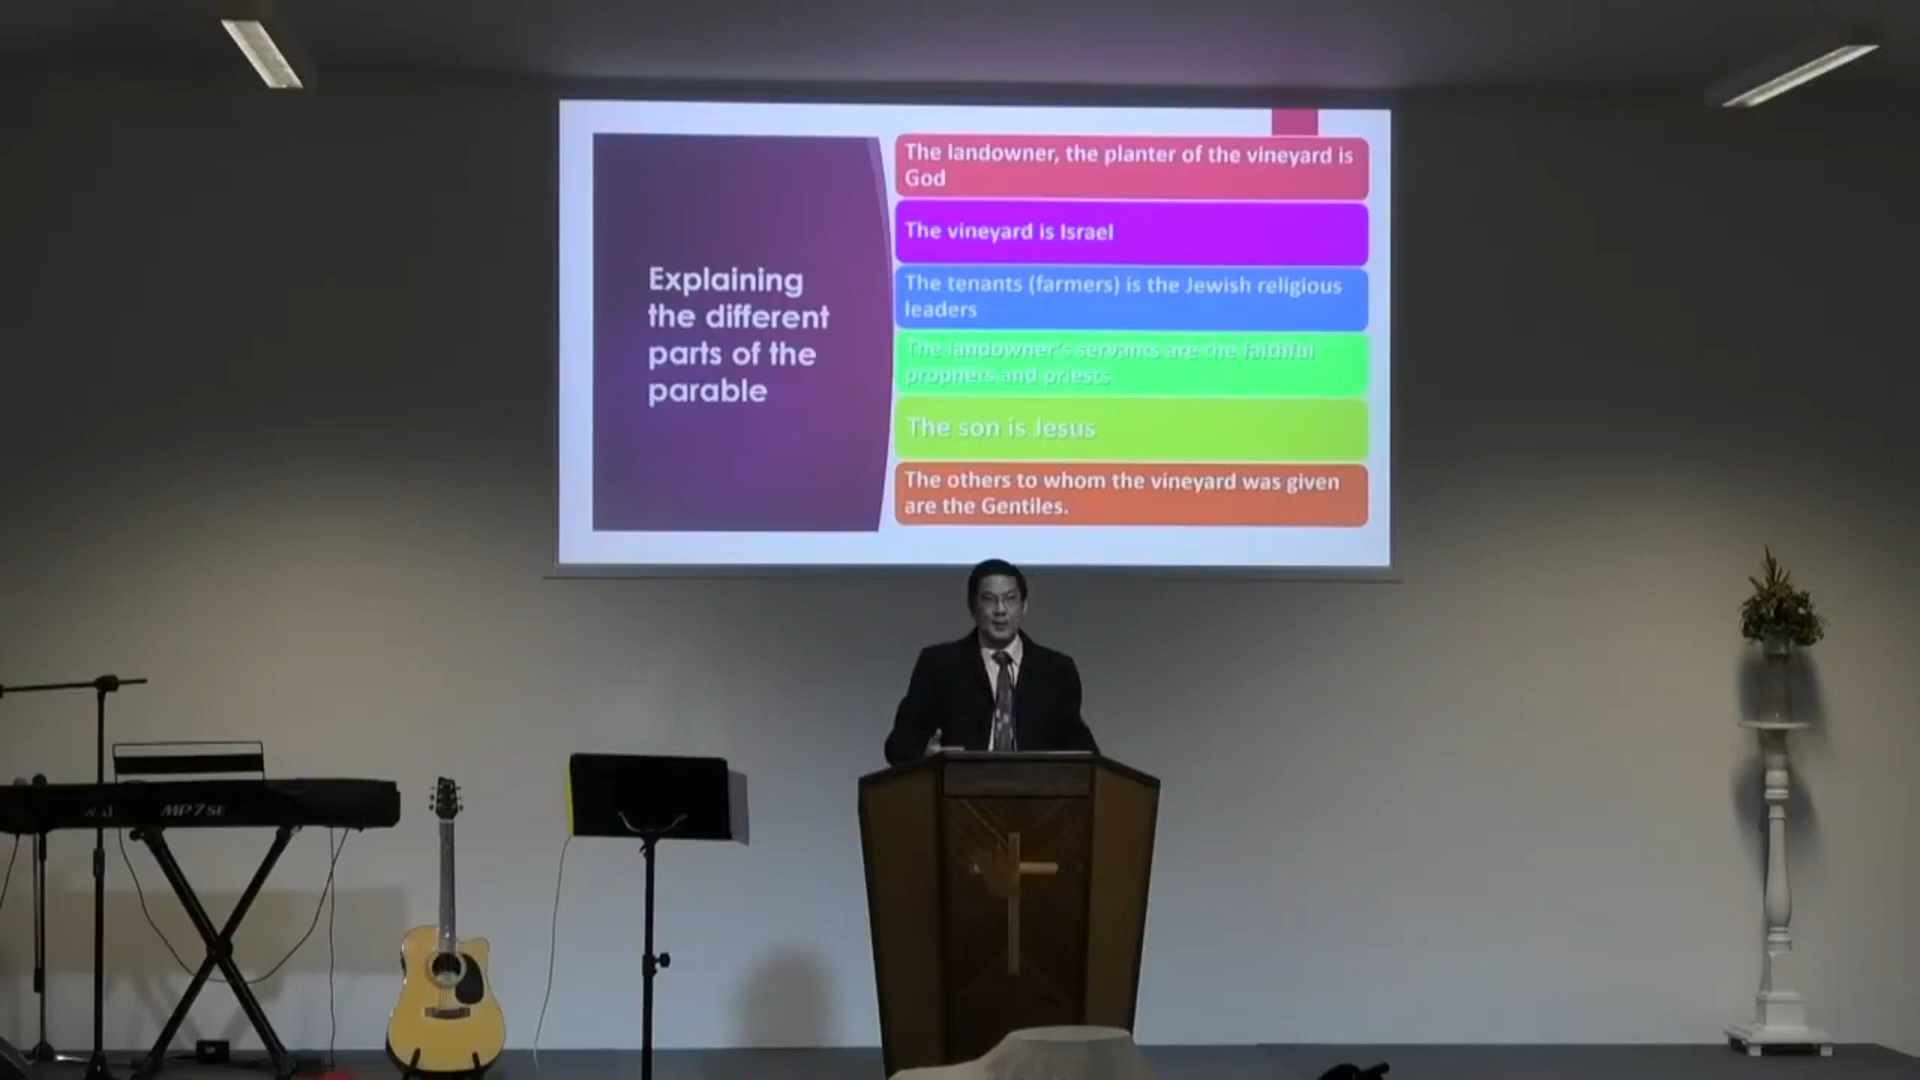 Explaining
the different
parts of the
parable
The landowner, the planter of the vineyard is
God
The vineyard is Israel
The tenants (farmers) is the Jewish religious
leaders
The landowner's servants are the faithful
prophets and priests
The son is Jesus
The others to whom the vineyard was given
are the Gentiles.
MP7SE